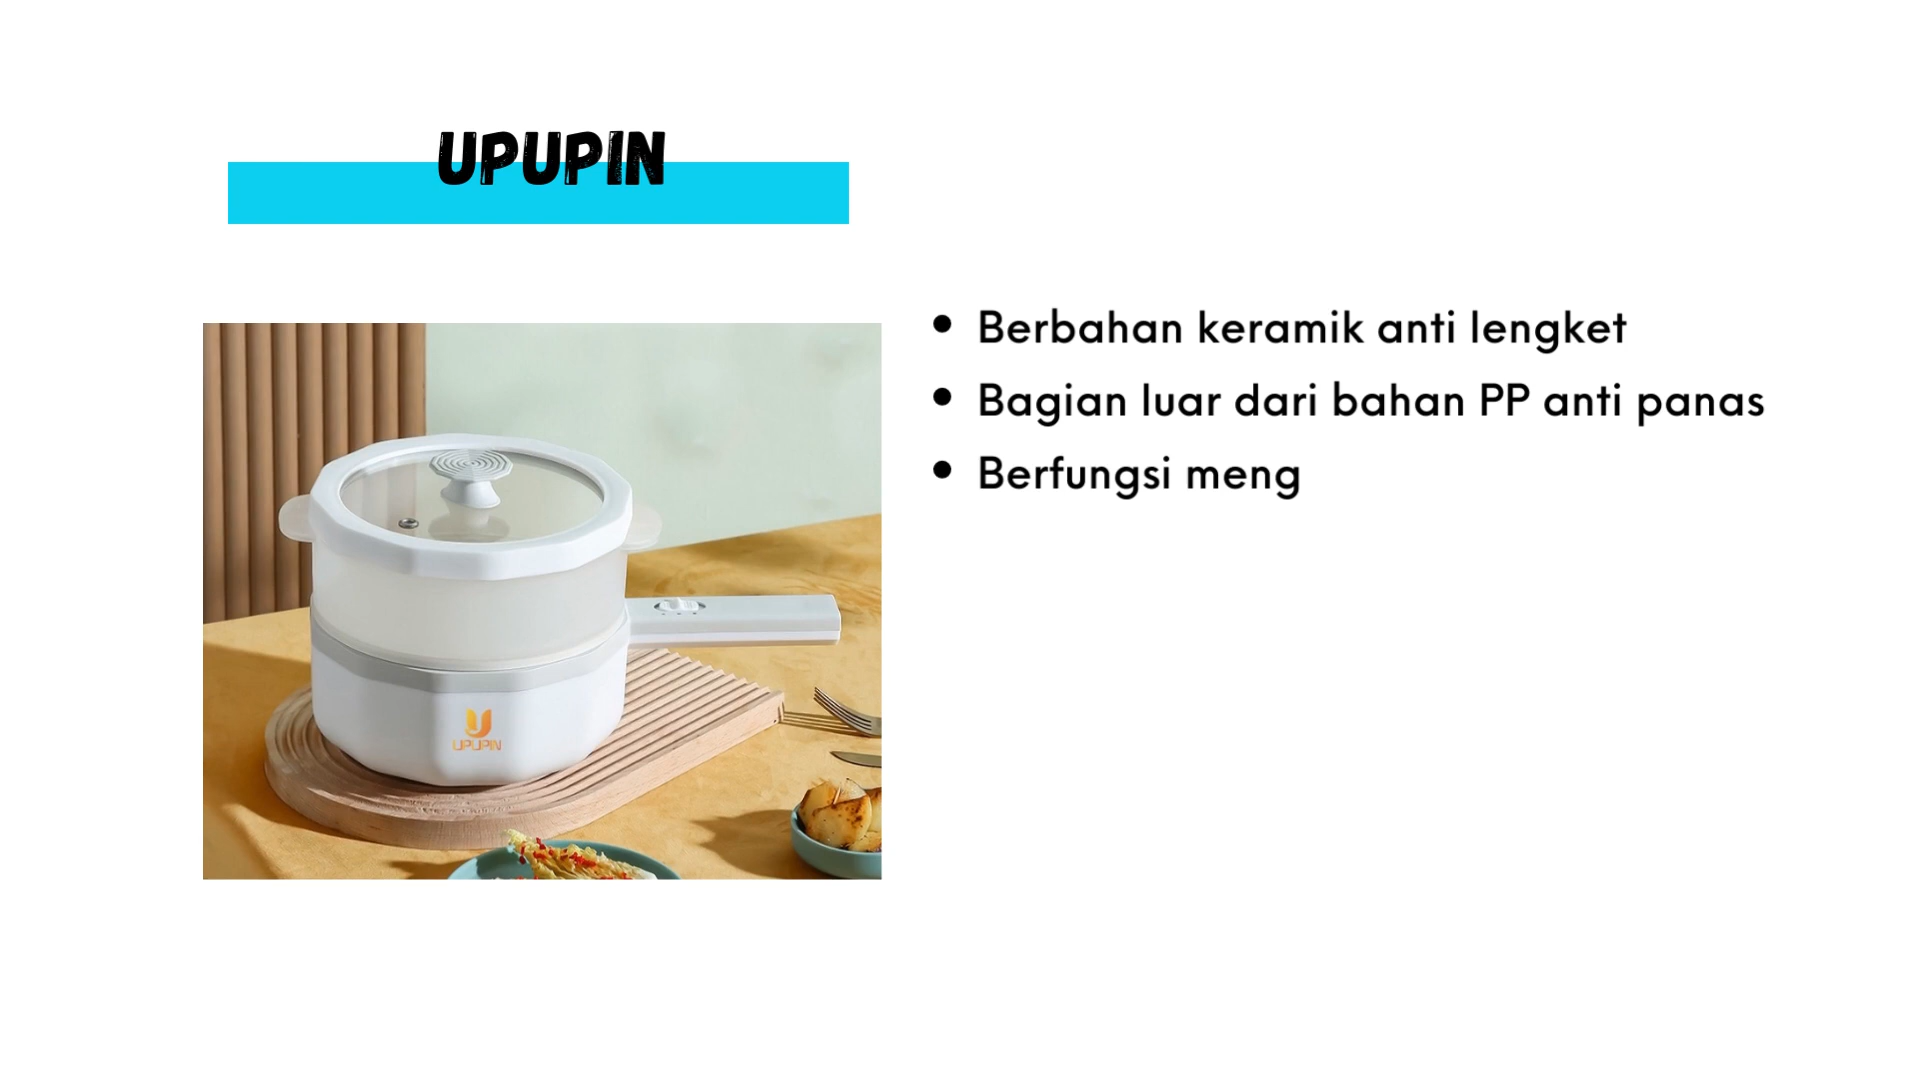 UPUPIN
Berbahan keramik anti lengket
Bagian luar dari bahan PP anti panas
Berfungsi meng
UPUPIN